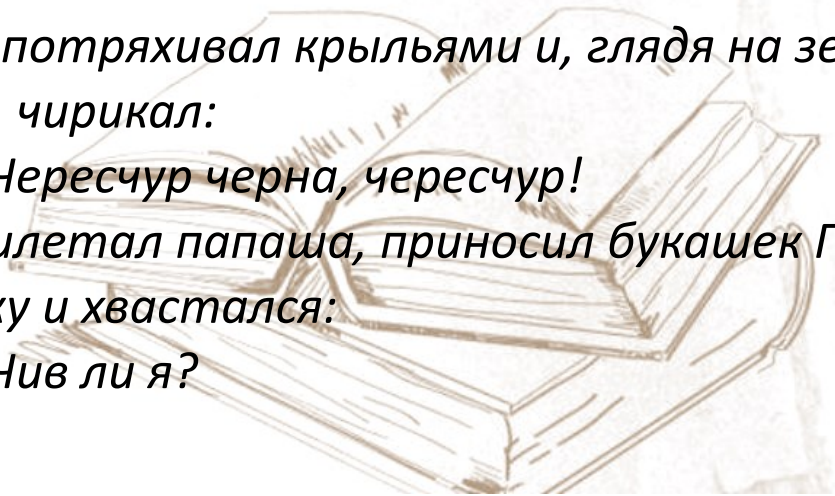 потряхивал крыльями и, глядя на зе
чирикал:
Чересчур черна, чересчур!
илетал папаша, приносил букашек П
ку и хвастался:
Чив ли я?